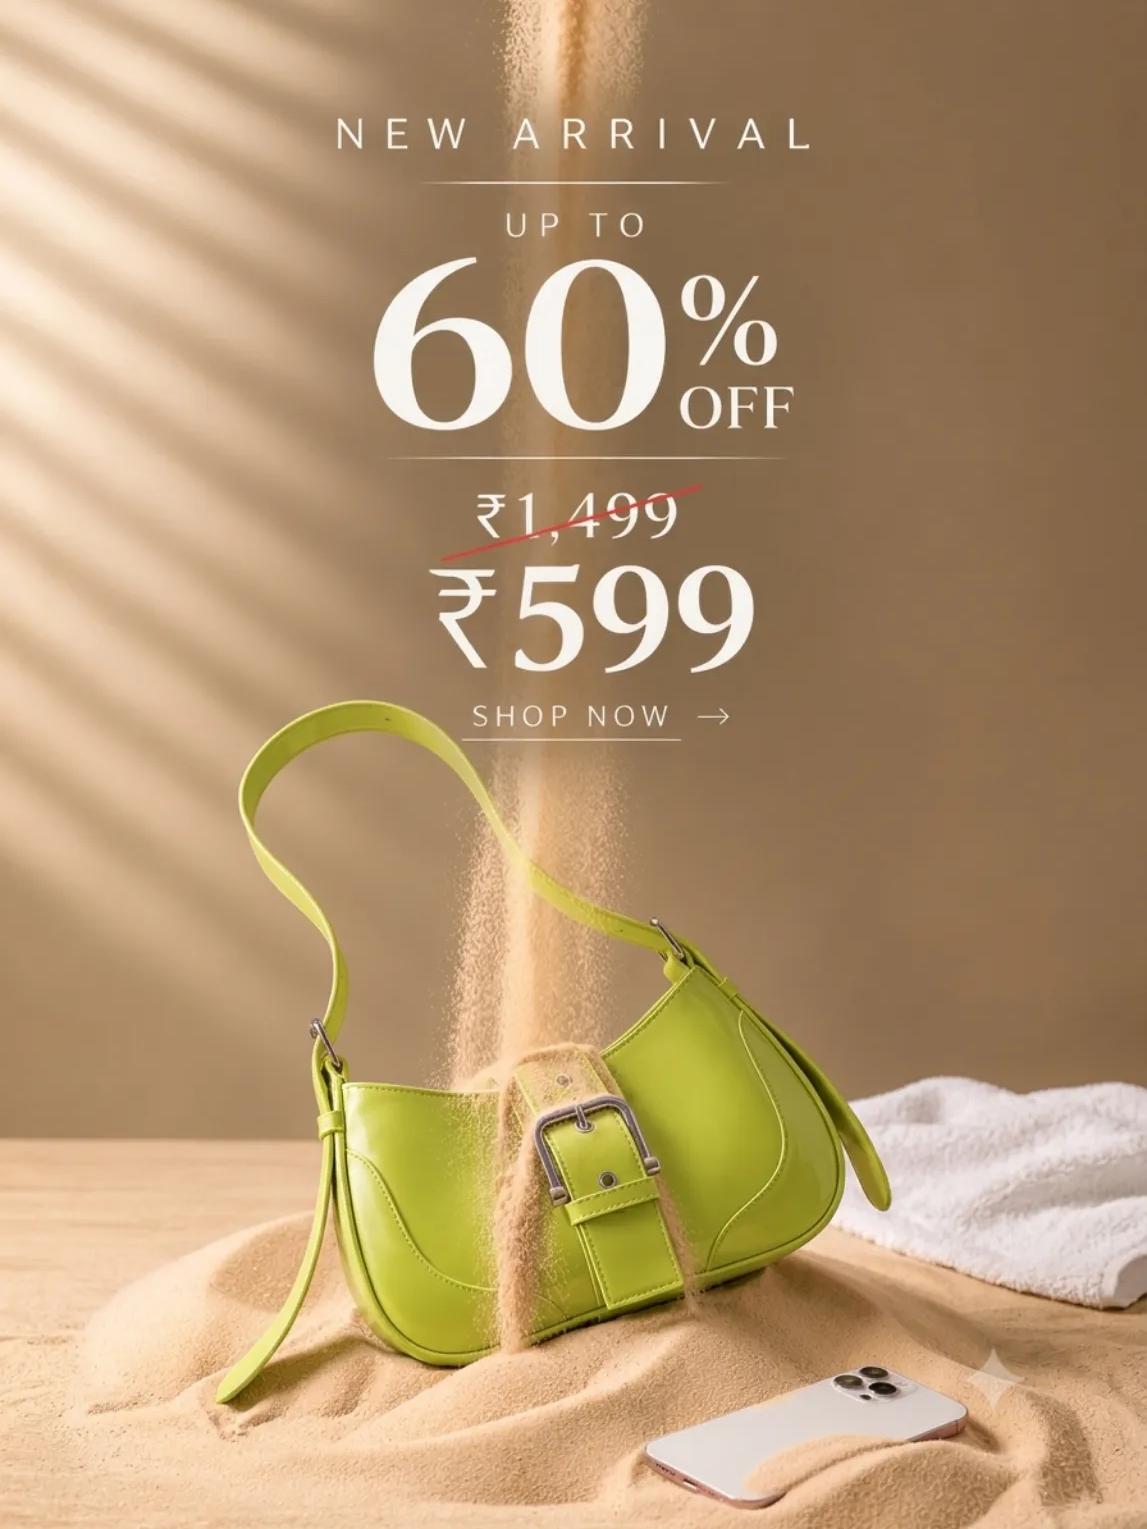 NEW ARRIVAL
UP TO
60% OFF
₹1,499
₹599
SHOP NOW →